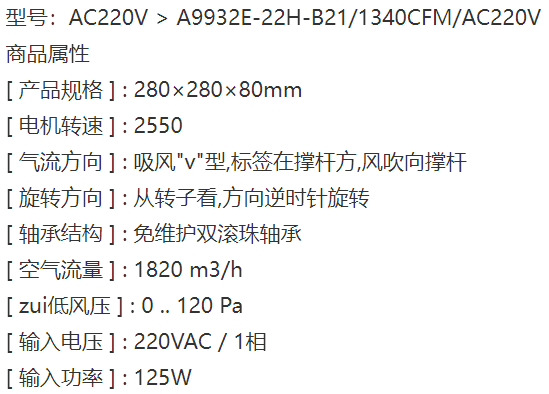 型号：AC220V > A9932E-22H-B21/1340CFM/AC220V
商品属性
[ 产品规格 ] : 280×280×80mm
[ 电机转速 ] : 2550
[ 气流方向 ] : 吸风"v"型,标签在撑杆方,风吹向撑杆
[ 旋转方向 ] : 从转子看,方向逆时针旋转
[ 轴承结构 ] : 免维护双滚珠轴承
[ 空气流量 ] : 1820 m3/h
[ zui低风压 ] : 0 .. 120 Pa
[ 输入电压 ] : 220VAC / 1相
[ 输入功率 ] : 125W